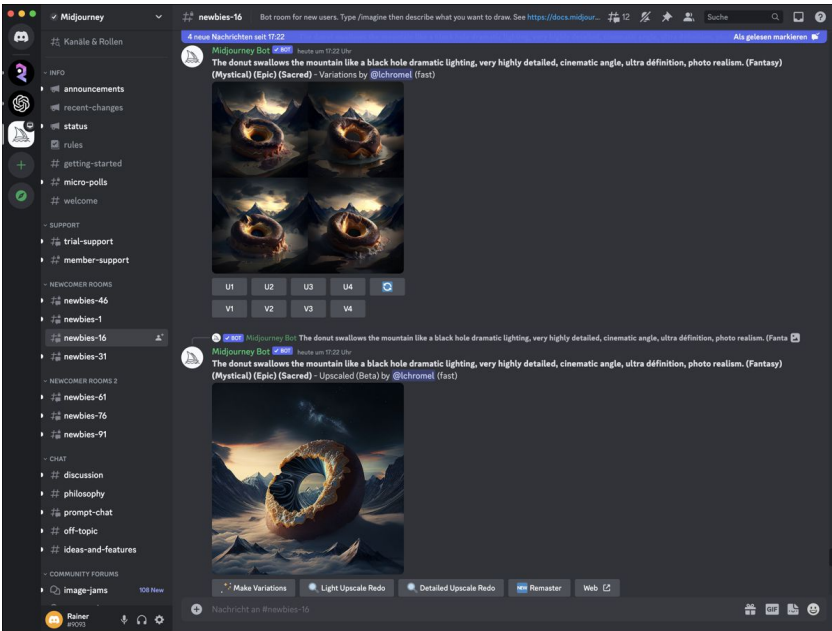 Midjourney
Kanäle & Rollen
INFO
announcements
recent-changes
status
rules
getting-started
micro-polls
welcome
SUPPORT
trial-support
member-support
NEWCOMER ROOMS
newbies-46
newbies-1
newbies-16
newbies-31
NEWCOMER ROOMS 2
newbies-61
newbies-76
newbies-91
CHAT
discussion
philosophy
prompt-chat
off-topic
ideas-and-features
COMMUNITY FORUMS
image-jams 108 New
Rainer
#9093
newbies-16 Bot room for new users. Type /imagine then describe what you want to draw. See https://docs.midjour... 12 Suche
4 neue Nachrichten seit 17:22 Als gelesen markieren
Midjourney Bot BOT heute um 17:22 Uhr
The donut swallows the mountain like a black hole dramatic lighting, very highly detailed, cinematic angle, ultra définition, photo realism. (Fantasy)
(Mystical) (Epic) (Sacred) - Variations by @lchromel (fast)
U1 U2 U3 U4
V1 V2 V3 V4
BOT Midjourney Bot The donut swallows the mountain like a black hole dramatic lighting, very highly detailed, cinematic angle, ultra définition, photo realism. (Fanta
Midjourney Bot BOT heute um 17:22 Uhr
The donut swallows the mountain like a black hole dramatic lighting, very highly detailed, cinematic angle, ultra définition, photo realism. (Fantasy)
(Mystical) (Epic) (Sacred) - Upscaled (Beta) by @lchromel (fast)
Make Variations Light Upscale Redo Detailed Upscale Redo NEW Remaster Web
Nachricht an #newbies-16 GIF